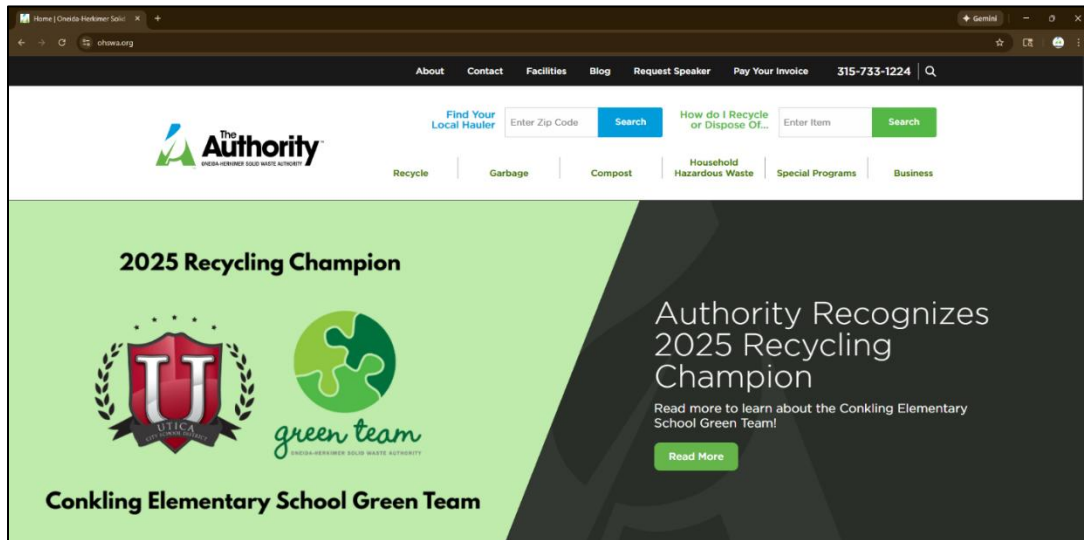 Home | Oneida-Herkimer Solid
Gemini
ohswa.org
About Contact Facilities Blog Request Speaker Pay Your Invoice 315-733-1224
The
Authority
ONEIDA-HERKIMER SOLID WASTE AUTHORITY
Find Your
Local Hauler
Enter Zip Code
Search
How do I Recycle
or Dispose Of...
Enter Item
Search
Recycle
Garbage
Compost
Household
Hazardous Waste
Special Programs
Business
2025 Recycling Champion
U
UTICA
CITY SCHOOL DISTRICT
green team
ONEIDA-HERKIMER SOLID WASTE AUTHORITY
Conkling Elementary School Green Team
Authority Recognizes
2025 Recycling
Champion
Read more to learn about the Conkling Elementary
School Green Team!
Read More